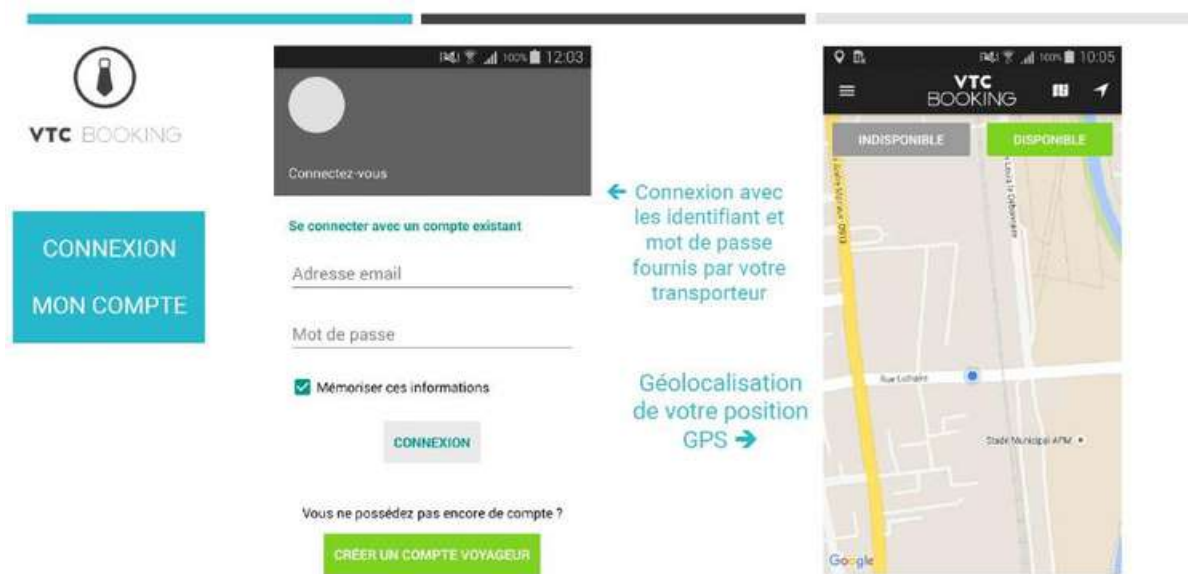 VTC BOOKING
CONNEXION
MON COMPTE
100% 12:03
Connectez-vous
Se connecter avec un compte existant
Adresse email
Mot de passe
Mémoriser ces informations
CONNEXION
Vous ne possédez pas encore de compte ?
CRÉER UN COMPTE VOYAGEUR
← Connexion avec
les identifiant et
mot de passe
fournis par votre
transporteur
Géolocalisation
de votre position
GPS →
100% 10:05
VTC
BOOKING
INDISPONIBLE
DISPONIBLE
Rue Lothaire
Stade Municipal
Google